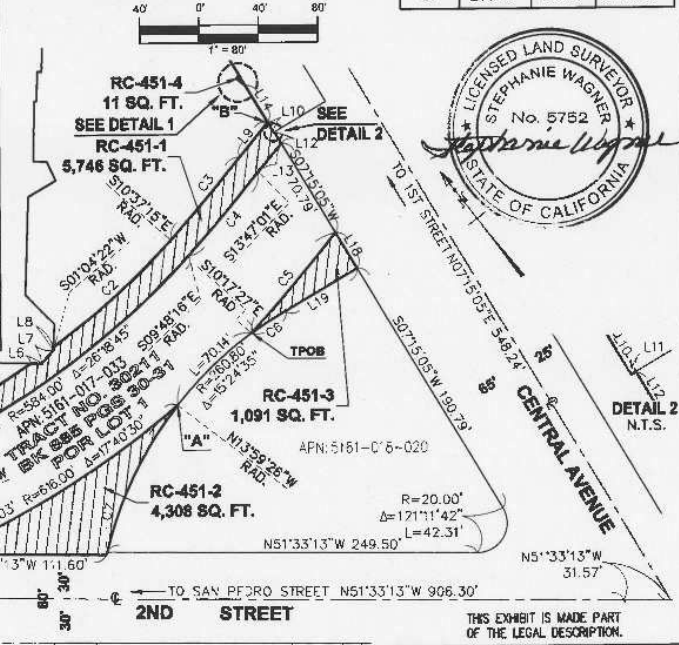 40' 0' 40' 80'
1" = 80'
RC-451-4
11 SQ. FT.
SEE DETAIL 1
RC-451-1
5,746 SQ. FT.
"B"
L14
L10
SEE
DETAIL 2
L12
L9
L13
C3
C4
S07°15'05"W
70.79'
S10°37'15"E
RAD.
S13°47'01"E
RAD.
S01°04'22"W
RAD.
C2
S10°17'27"E
RAD.
C5
L18
L19
C6
S09°48'16"E
RAD.
L8
L7
L6
R=584.00' Δ=26°18'45"
APN: 5161-017-033
TRACT NO. 30211
BK 885 PGS 30-31
POR LOT 1
R=616.00' Δ=17°40'30"
L=70.14'
R=260.80'
Δ=15°24'35"
TPOB
RC-451-3
1,091 SQ. FT.
"A"
N13°59'26"W
RAD.
APN: 5161-018-020
RC-451-2
4,308 SQ. FT.
C7
R=20.00'
Δ=121°11'42"
L=42.31'
S07°15'05"W 190.79'
TO 1ST STREET N07°15'05"E 548.24'
65'
25'
CENTRAL AVENUE
L10
L11
L12
DETAIL 2
N.T.S.
LICENSED LAND SURVEYOR
STEPHANIE WAGNER
No. 5752
STATE OF CALIFORNIA
Stephanie Wagner
13"W 111.60'
N51°33'13"W 249.50'
N51°33'13"W
31.57'
60'
30'
30'
TO SAN PEDRO STREET N51°33'13"W 906.30'
2ND STREET
THIS EXHIBIT IS MADE PART
OF THE LEGAL DESCRIPTION.